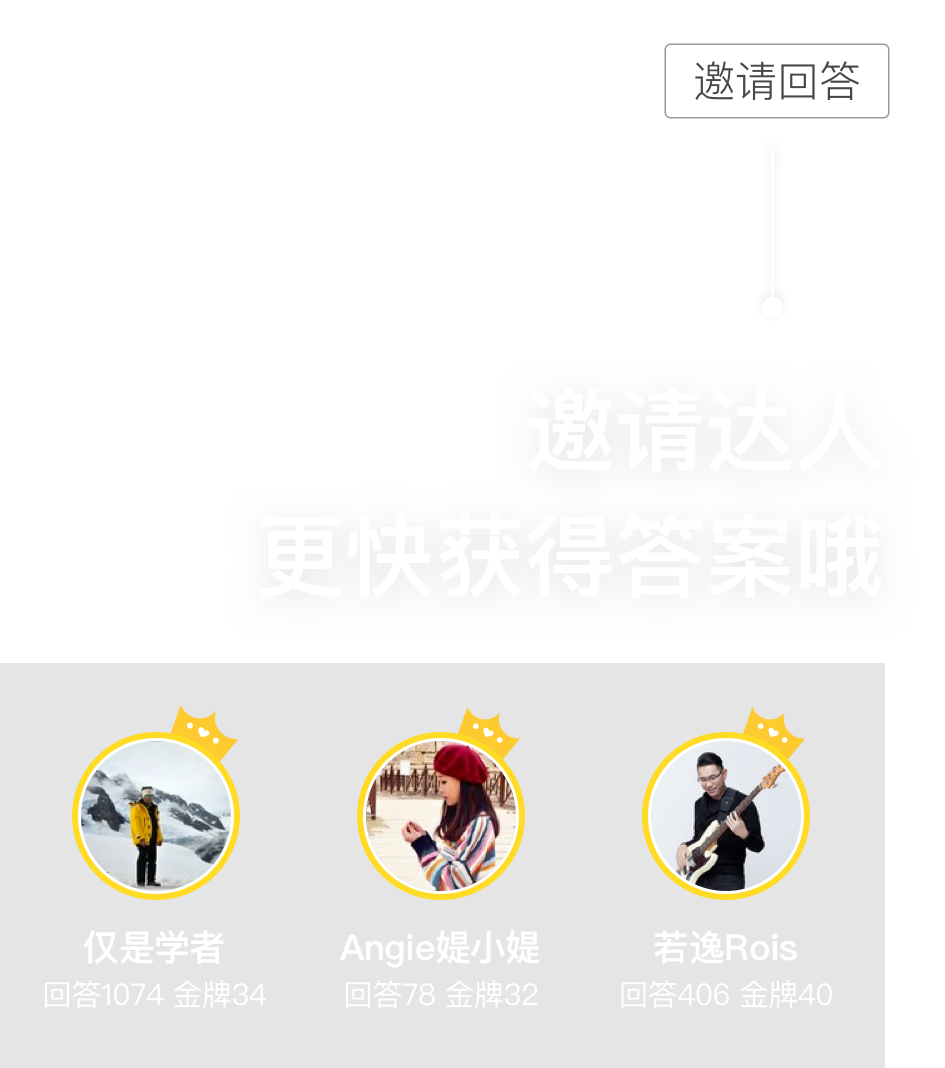 邀请回答
邀请达人
更快获得答案哦
仅是学者
回答1074 金牌34
Angie媞小媞
回答78 金牌32
若逸Rois
回答406 金牌40